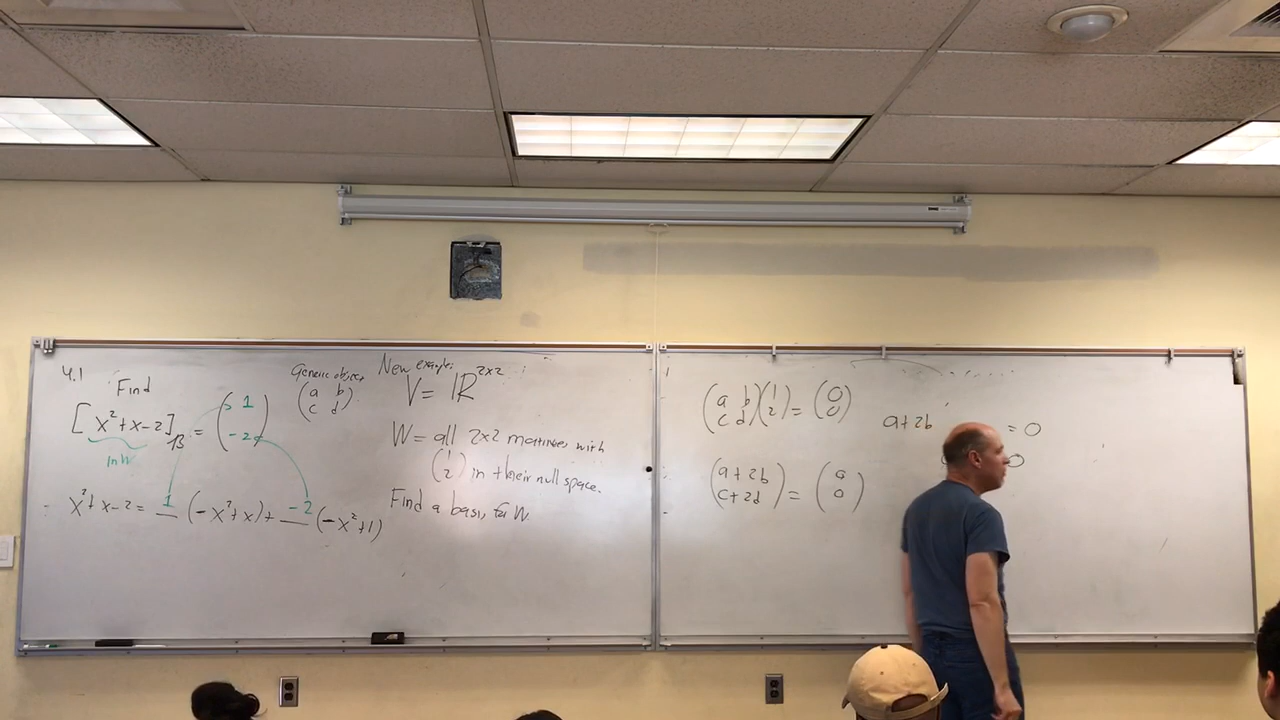 4.1
Find
[x²+x-2]_B = (1
-2)
in W
x²+x-2 = 1 (-x²+x) + -2 (-x²+1)
Generic object
(a b
c d)
New example:
V = ℝ^2x2
W = all 2x2 matrices with
(1
2) in their null space.
Find a basis for W.
(a b
c d)(1
2) = (0
0)
(a+2b
c+2d) = (0
0)
a+2b = 0
0